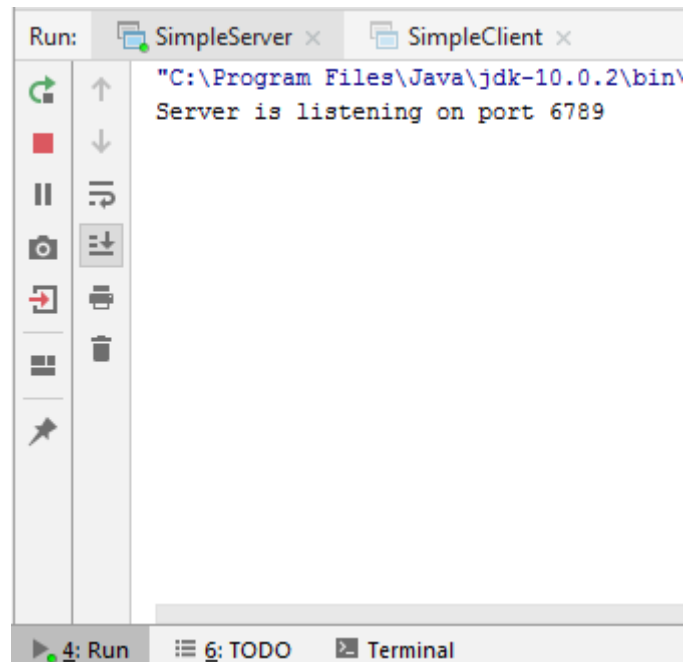 Run: SimpleServer × SimpleClient ×
"C:\Program Files\Java\jdk-10.0.2\bin\
Server is listening on port 6789
4: Run 6: TODO Terminal